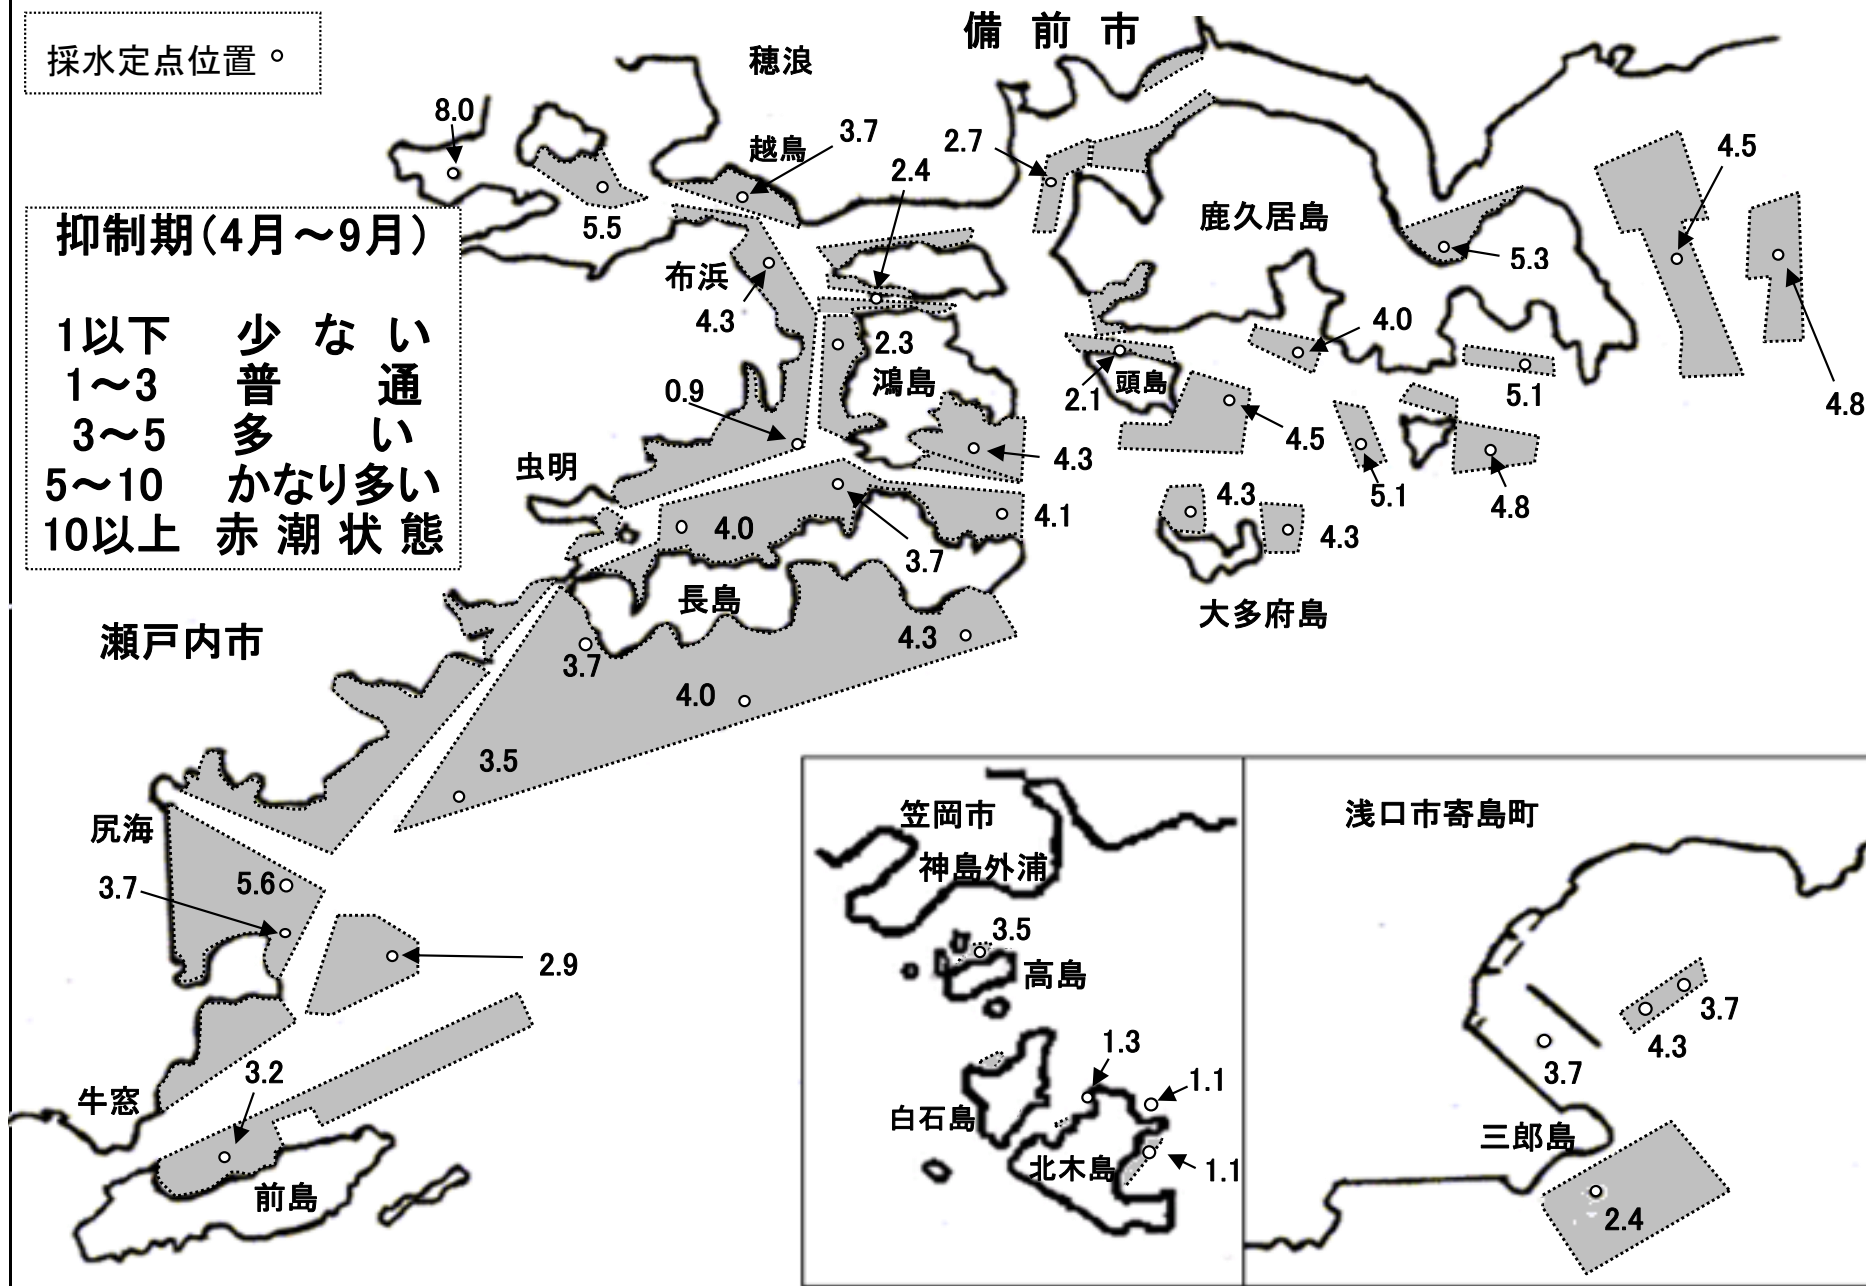 採水定点位置○
備前市
穂浪
8.0
越鳥
3.7
2.7
2.4
4.5
5.5
鹿久居島
5.3
抑制期(4月～9月)
1以下 少ない
1～3 普通
3～5 多い
5～10 かなり多い
10以上 赤潮状態
布浜
4.3
4.0
2.3
鴻島
0.9
頭島
2.1
5.1
4.8
4.5
4.3
虫明
5.1
4.8
4.3
4.1
4.0
3.7
4.3
長島
大多府島
瀬戸内市
3.7
4.3
4.0
3.5
尻海
5.6
3.7
2.9
牛窓
3.2
前島
笠岡市
神島外浦
3.5
高島
1.3
1.1
白石島
北木島
1.1
浅口市寄島町
3.7
4.3
3.7
三郎島
2.4